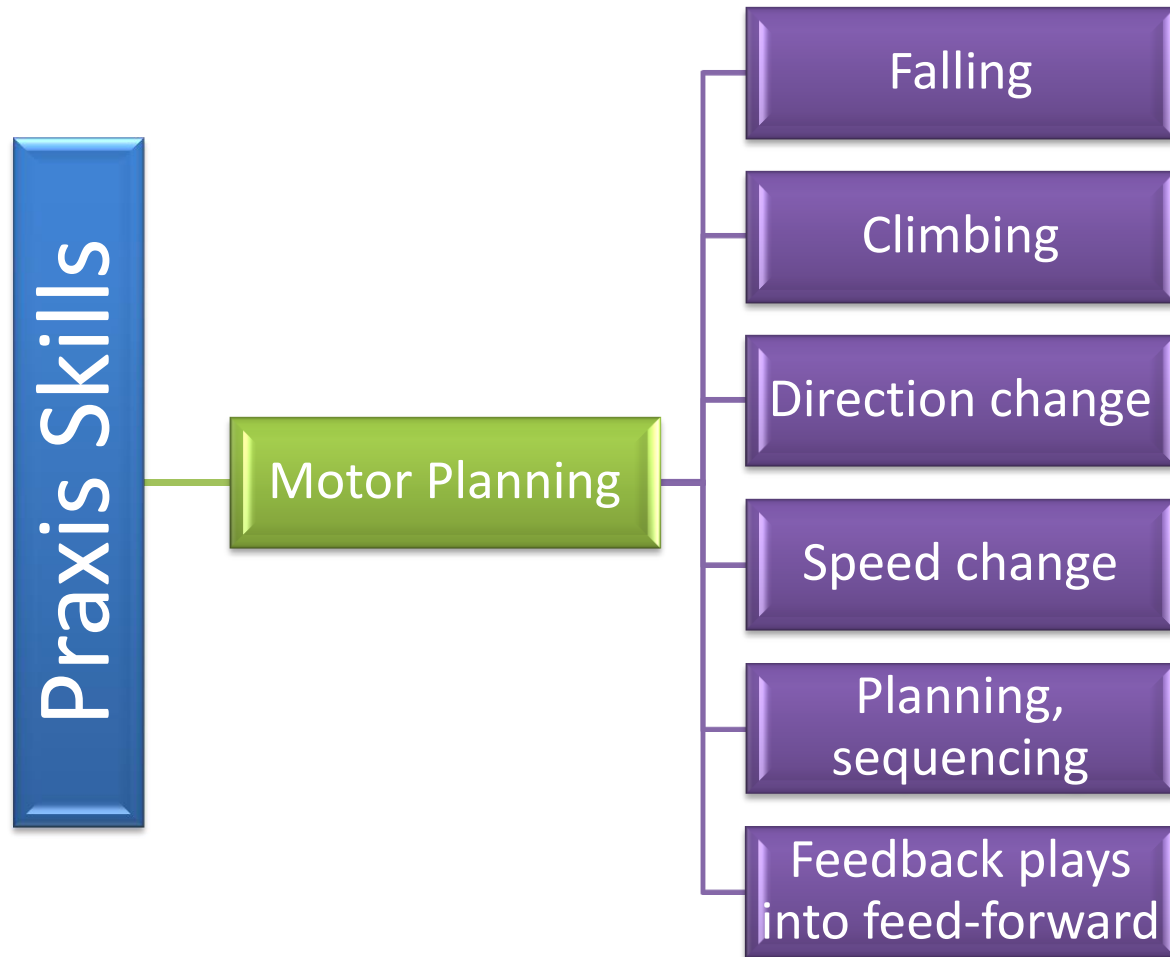 Praxis Skills
Motor Planning
Falling
Climbing
Direction change
Speed change
Planning,
sequencing
Feedback plays
into feed-forward